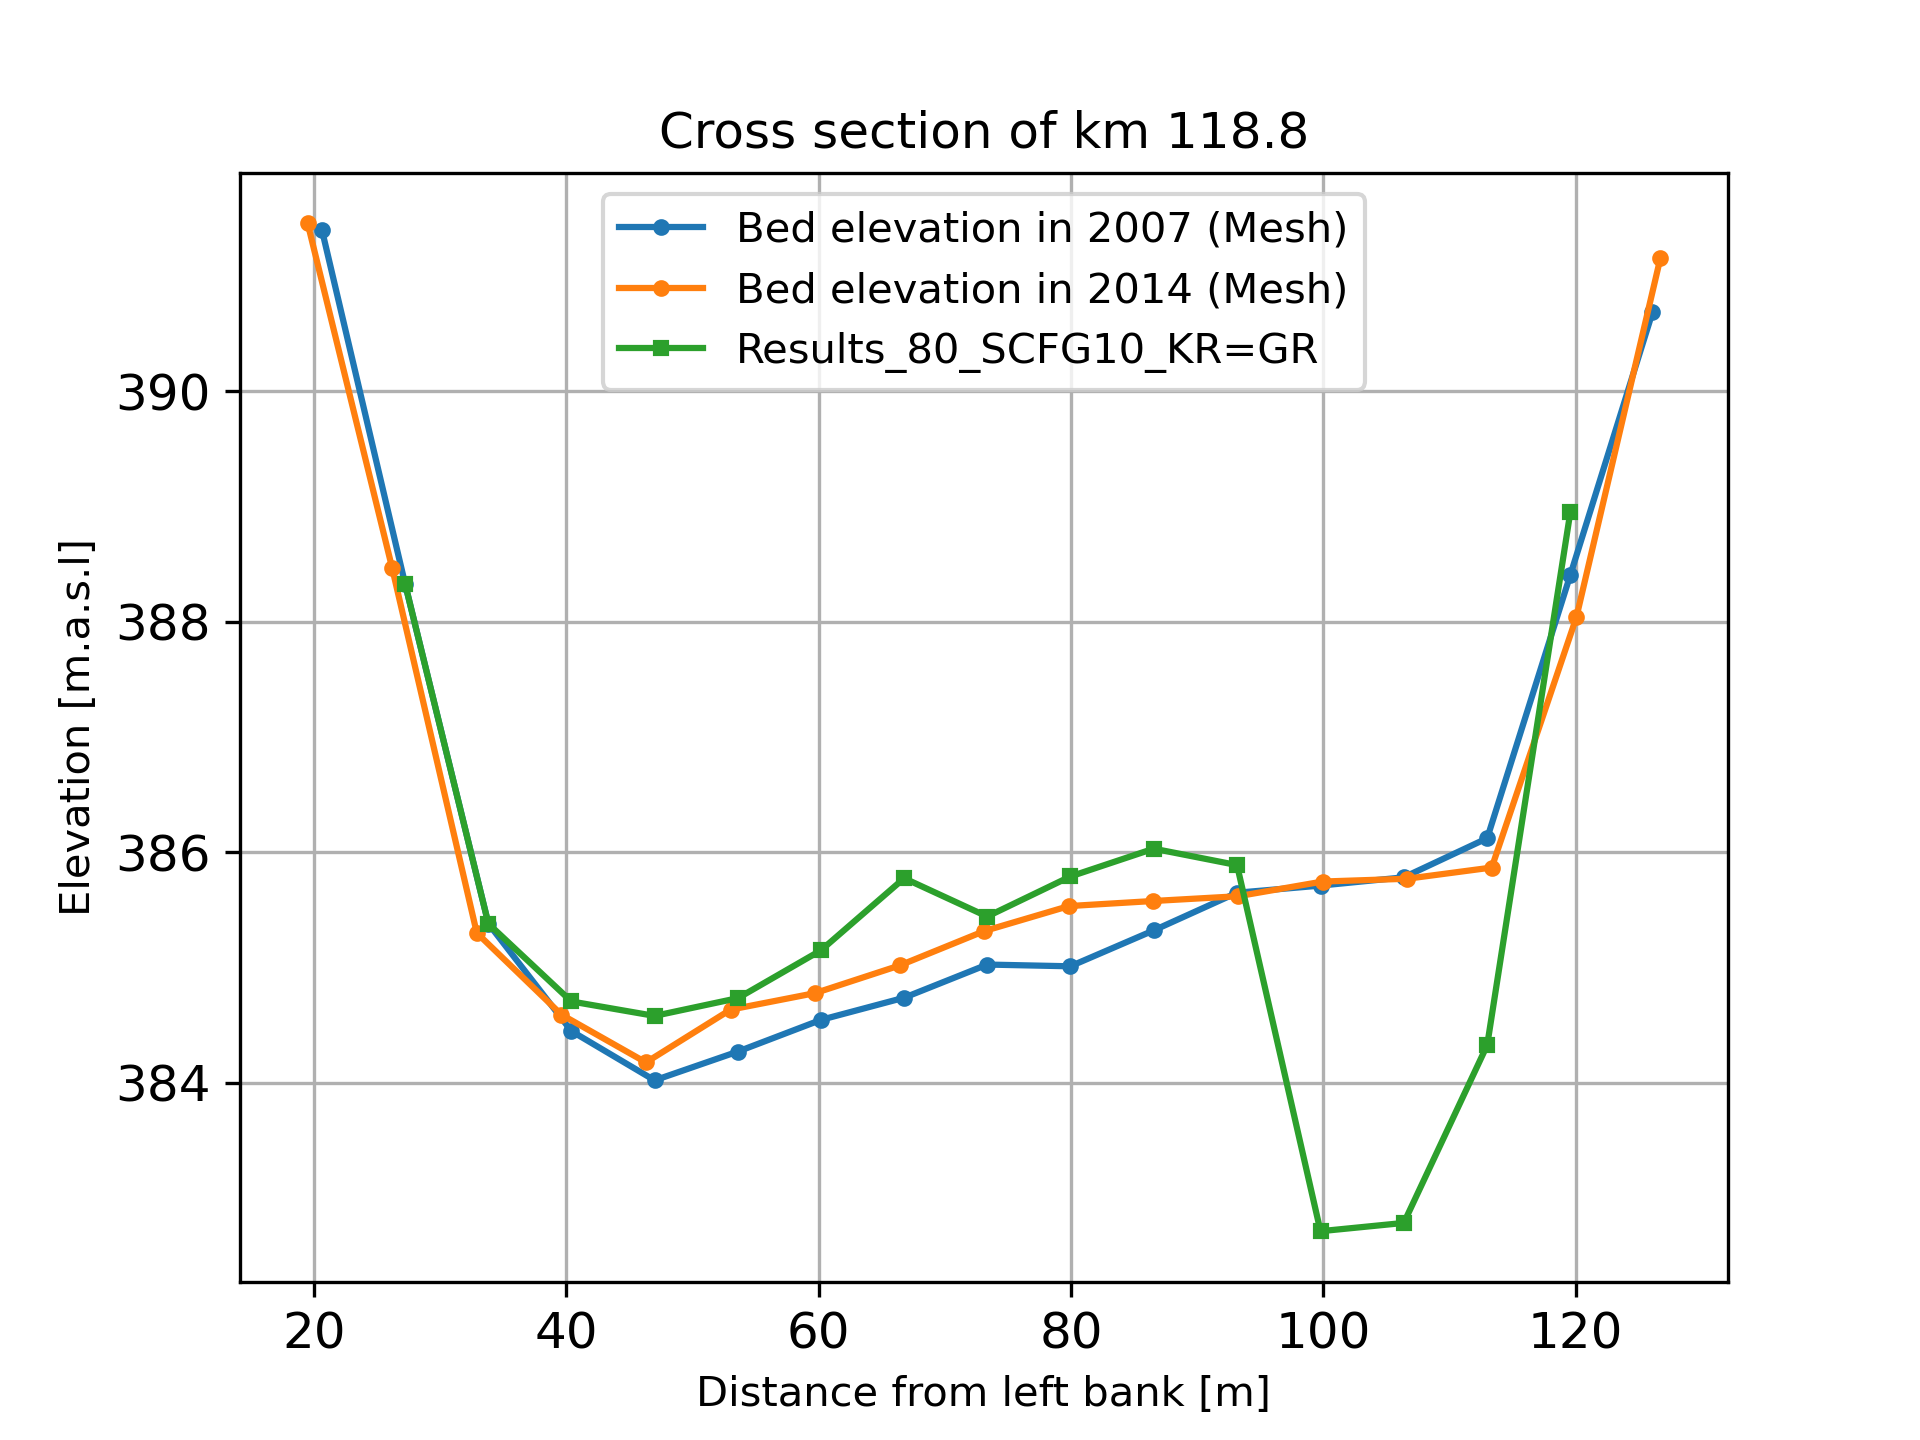 Cross section of km 118.8
Bed elevation in 2007 (Mesh)
Bed elevation in 2014 (Mesh)
Results_80_SCFG10_KR=GR
390
388
386
384
Elevation [m.a.s.l]
20 40 60 80 100 120
Distance from left bank [m]